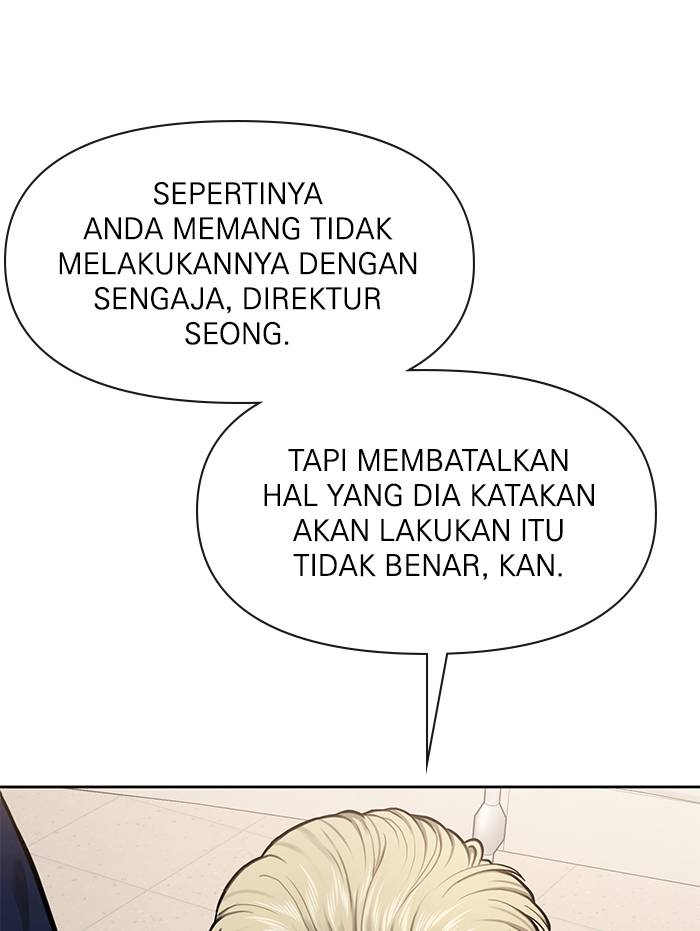 SEPERTINYA
ANDA MEMANG TIDAK
MELAKUKANNYA DENGAN
SENGAJA, DIREKTUR
SEONG.
TAPI MEMBATALKAN
HAL YANG DIA KATAKAN
AKAN LAKUKAN ITU
TIDAK BENAR, KAN.